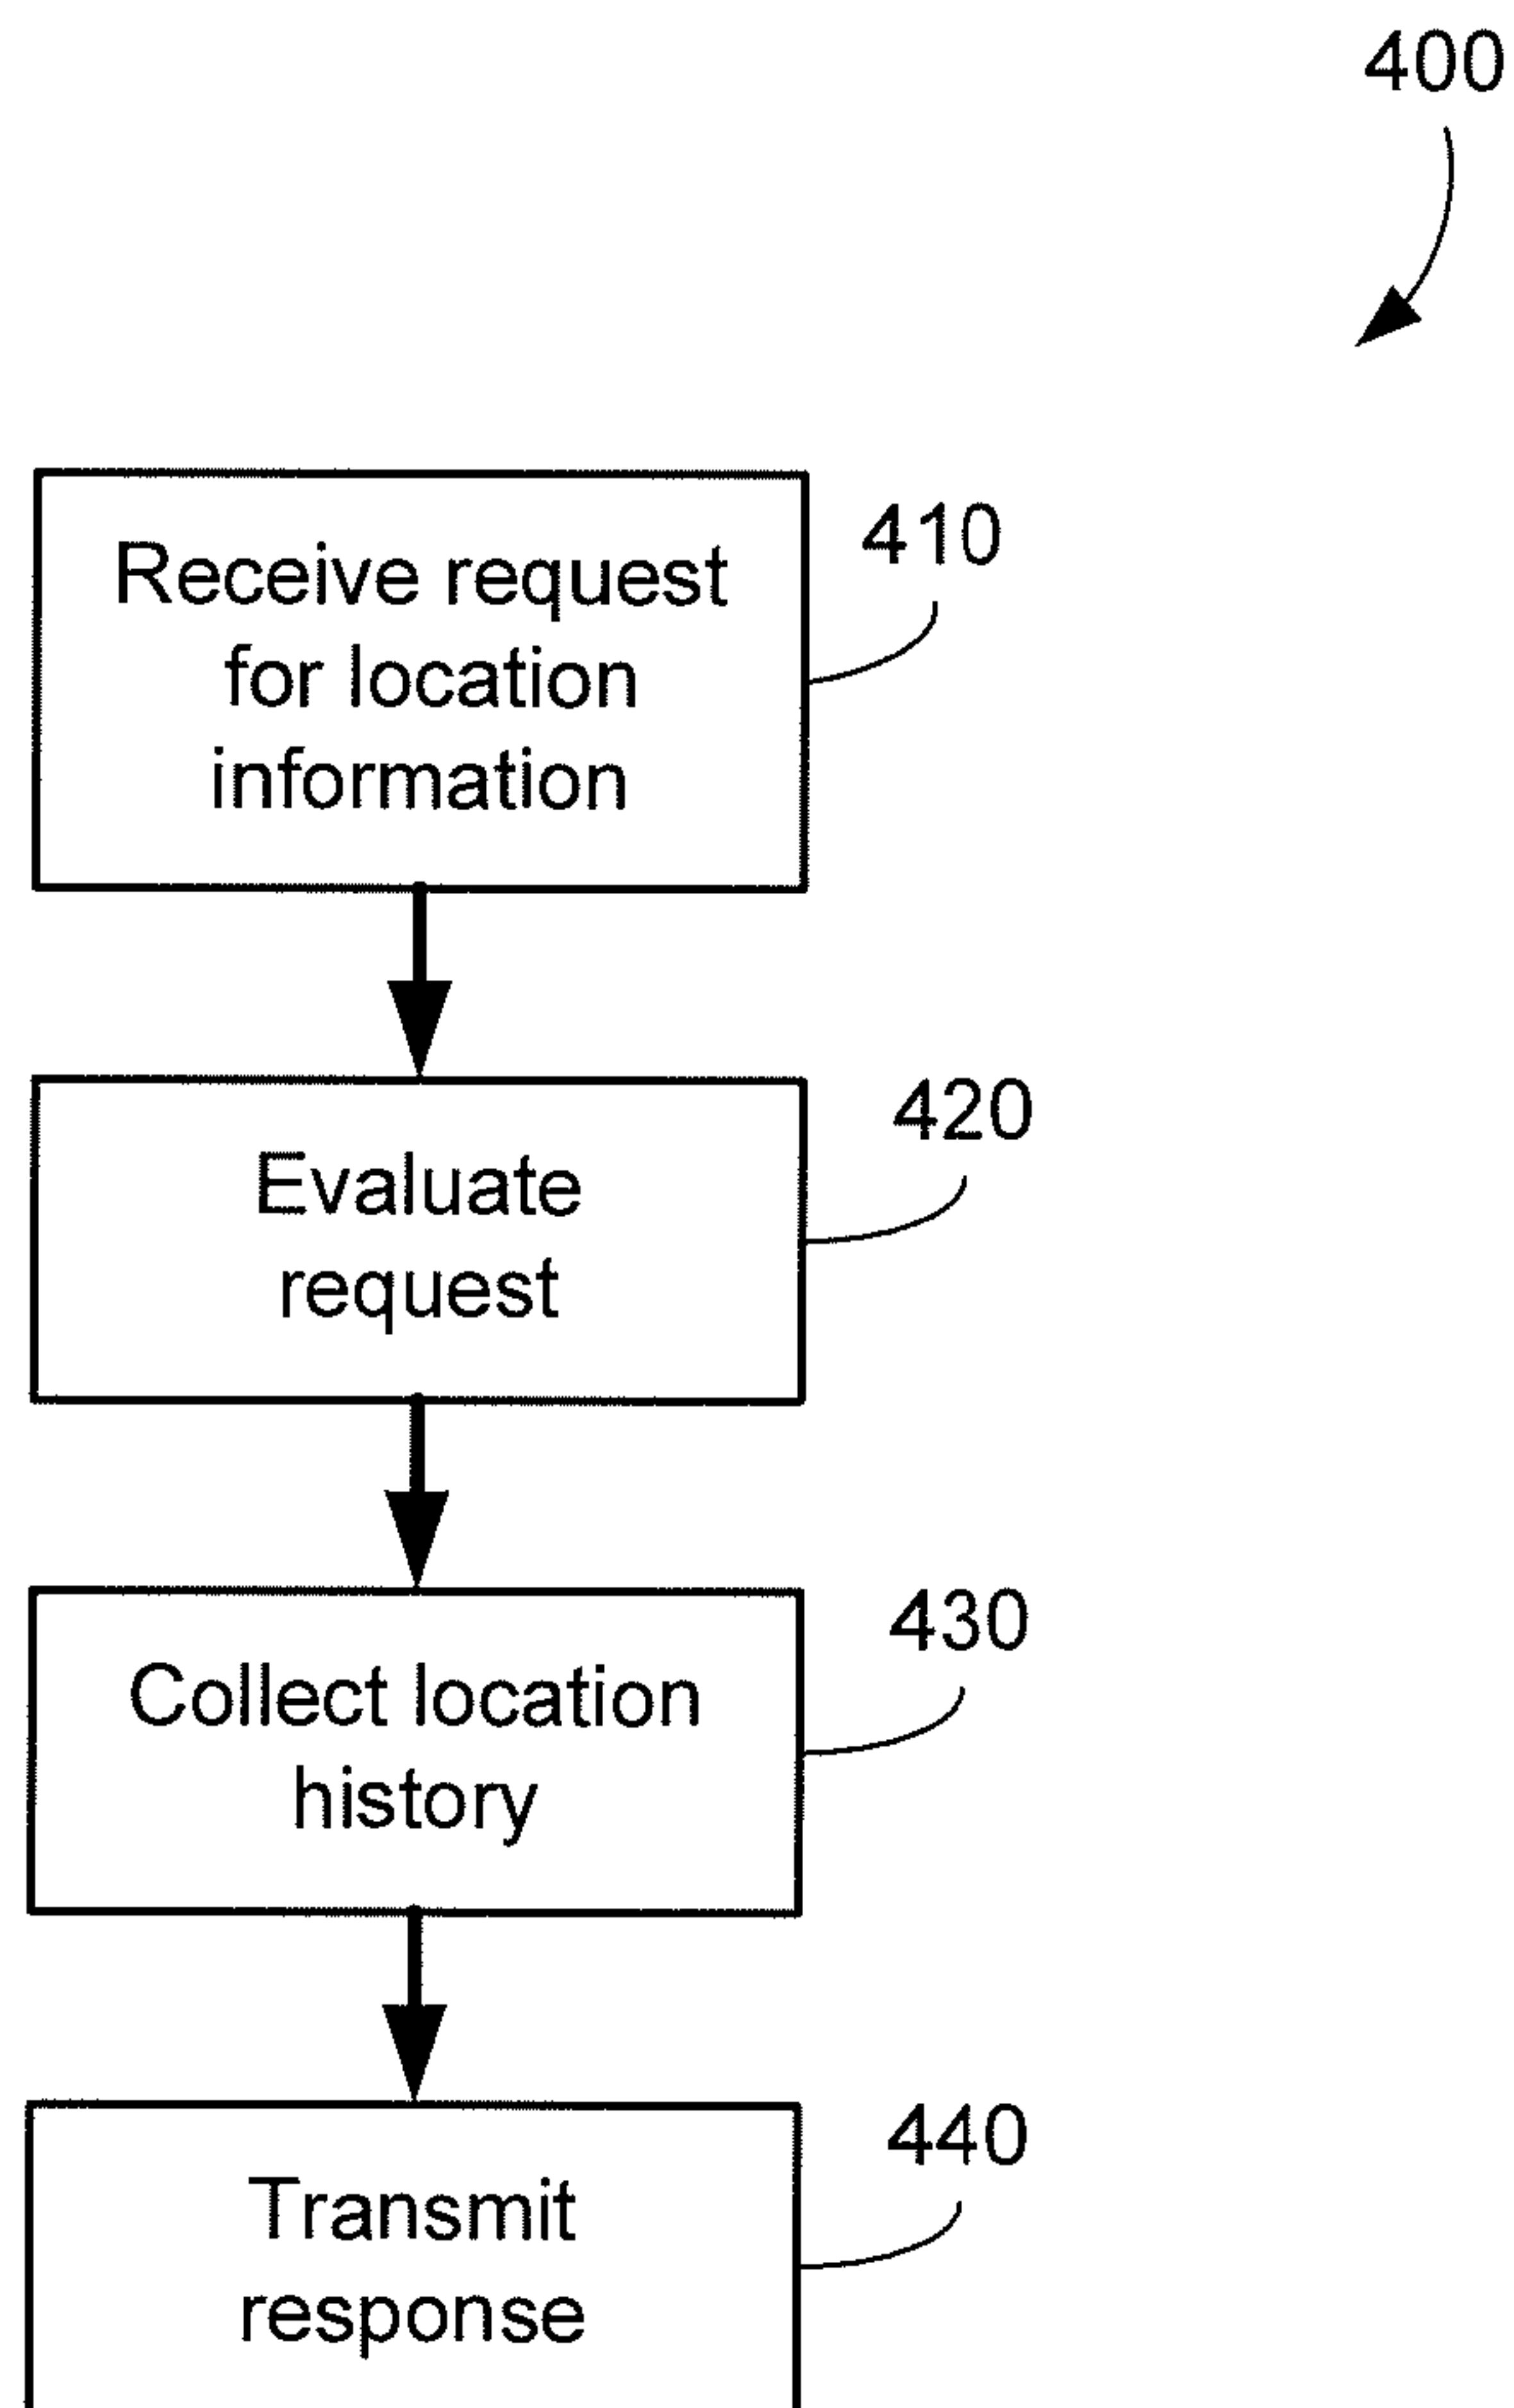 400
Receive request
for location
information
410
Evaluate
request
420
Collect location
history
430
Transmit
response
440